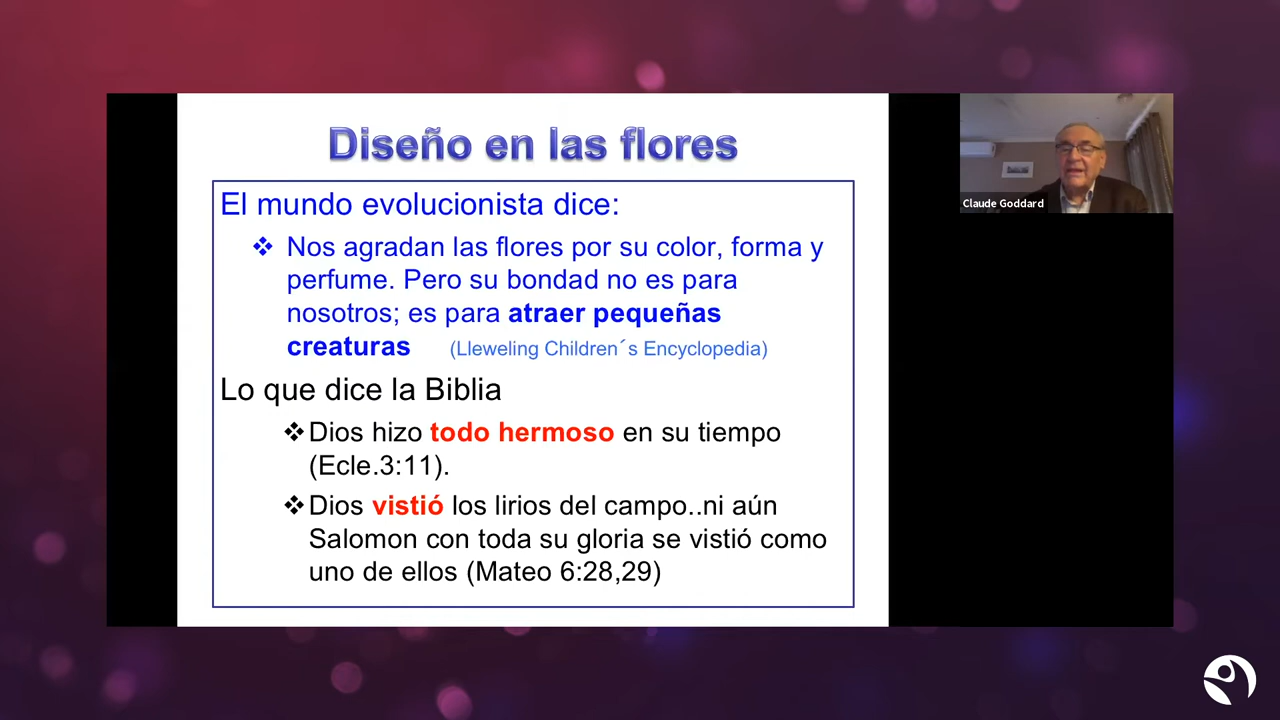 Diseño en las flores
El mundo evolucionista dice:
❖ Nos agradan las flores por su color, forma y
perfume. Pero su bondad no es para
nosotros; es para atraer pequeñas
creaturas (Lleweling Children´s Encyclopedia)
Lo que dice la Biblia
❖Dios hizo todo hermoso en su tiempo
(Ecle.3:11).
❖Dios vistió los lirios del campo..ni aún
Salomon con toda su gloria se vistió como
uno de ellos (Mateo 6:28,29)
Claude Goddard